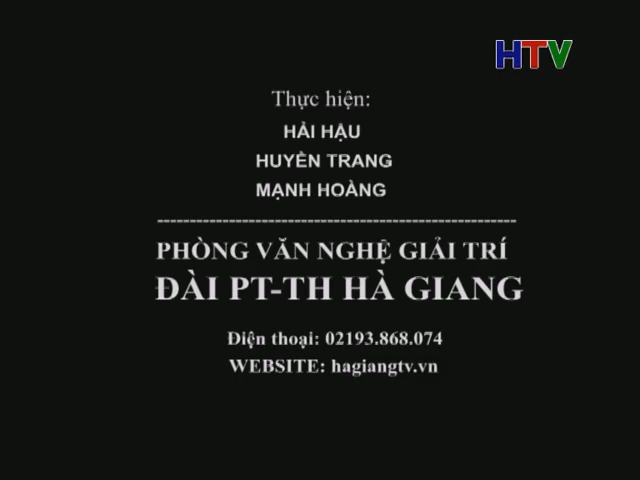 HTV
Thực hiện:
HẢI HẬU
HUYỀN TRANG
MẠNH HOÀNG
PHÒNG VĂN NGHỆ GIẢI TRÍ
ĐÀI PT-TH HÀ GIANG
Điện thoại: 02193.868.074
WEBSITE: hagiangtv.vn